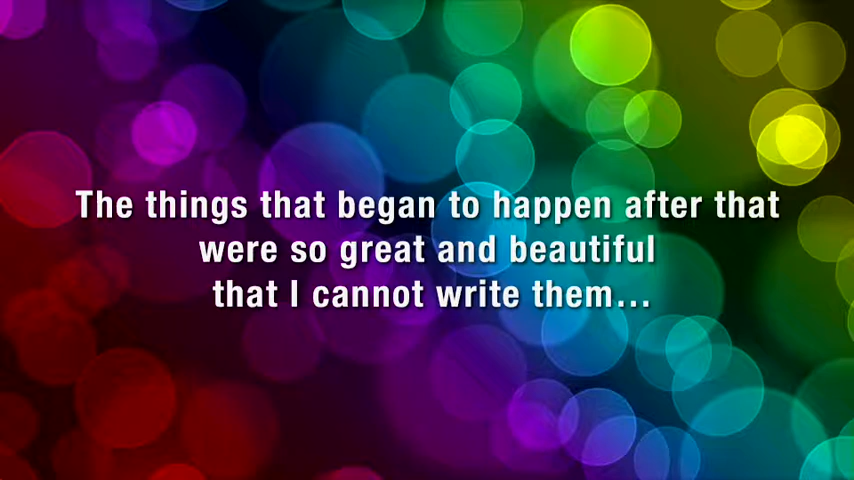 The things that began to happen after that
were so great and beautiful
that I cannot write them...